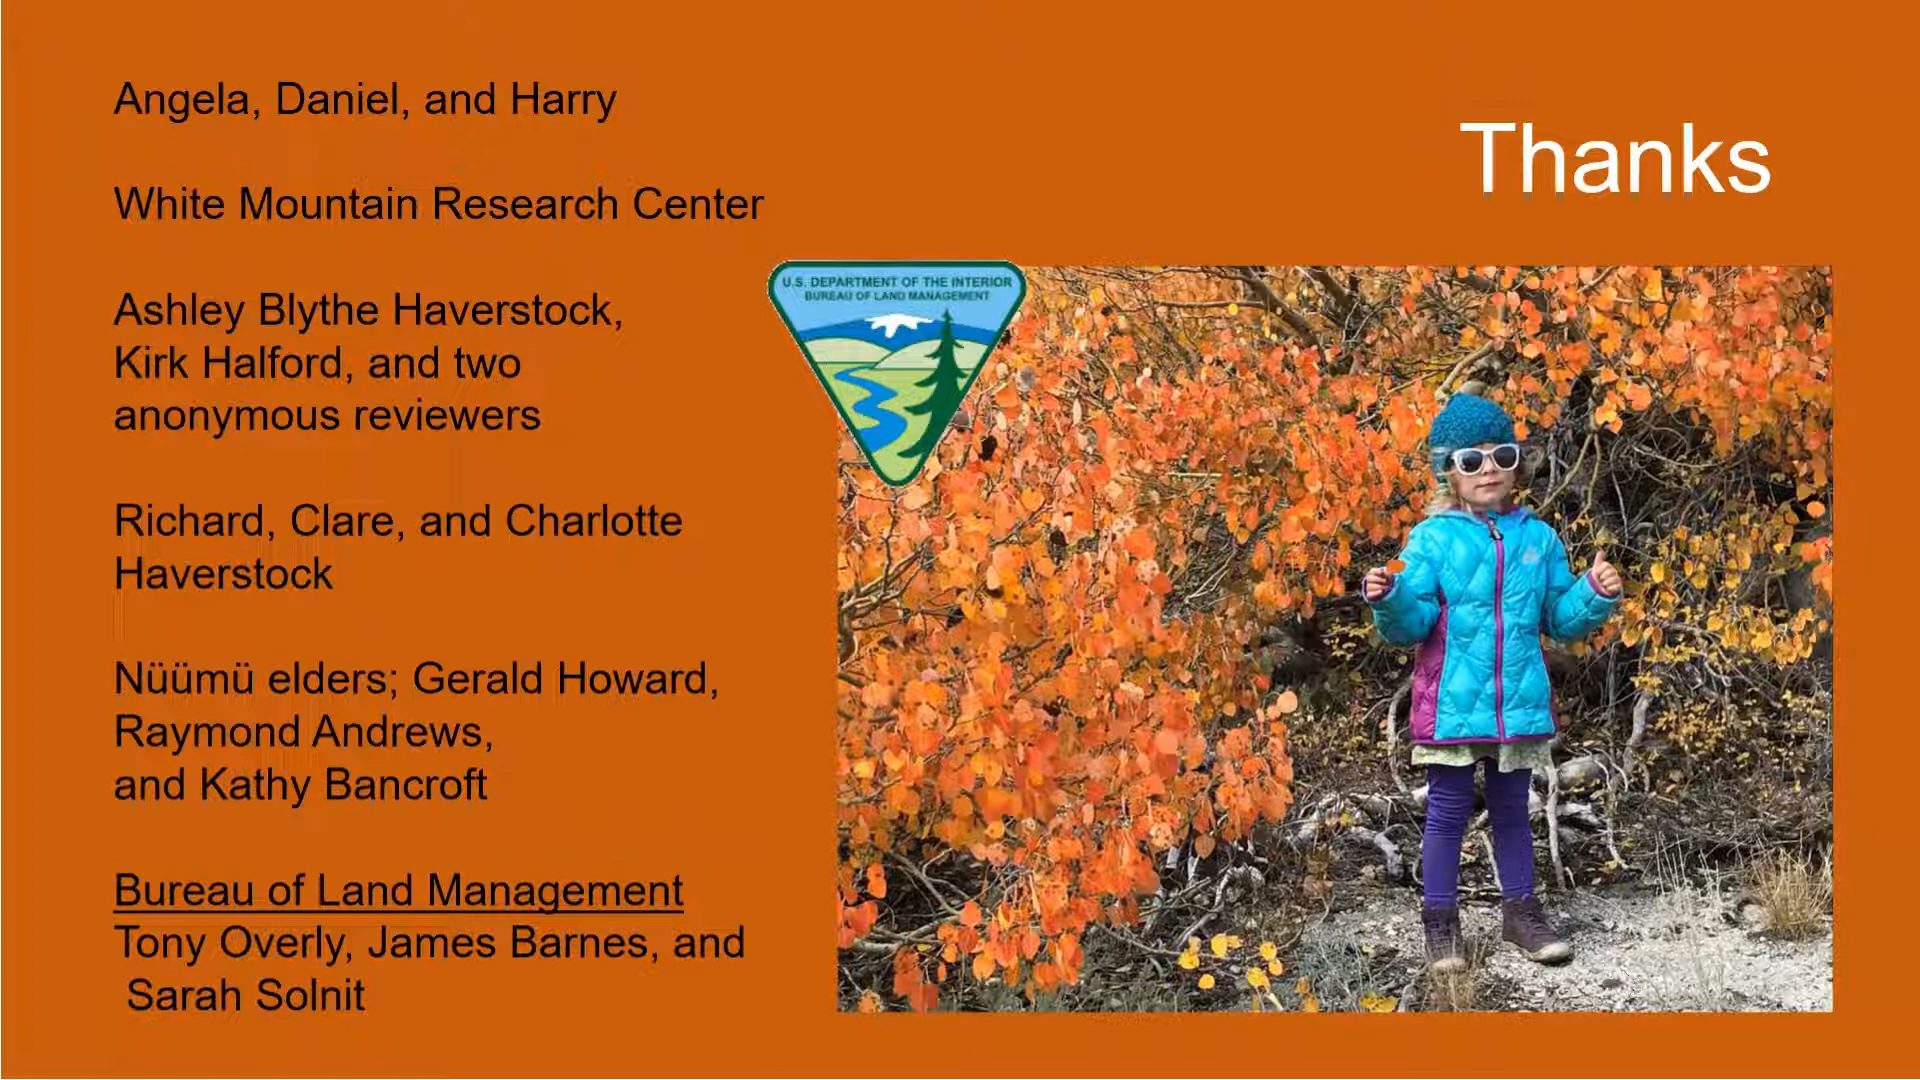 Angela, Daniel, and Harry
White Mountain Research Center
Ashley Blythe Haverstock,
Kirk Halford, and two
anonymous reviewers
Richard, Clare, and Charlotte
Haverstock
Nüümü elders; Gerald Howard,
Raymond Andrews,
and Kathy Bancroft
Bureau of Land Management
Tony Overly, James Barnes, and
Sarah Solnit
Thanks
U.S. DEPARTMENT OF THE INTERIOR
BUREAU OF LAND MANAGEMENT